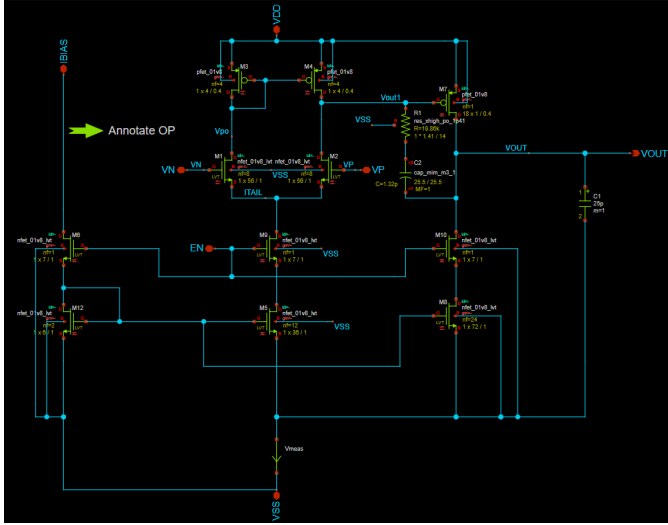 VDD
IBIAS
M3
pfet_01v8
nf=4
1 x 4 / 0.4
M4
pfet_01v8
nf=4
1 x 4 / 0.4
M7
pfet_01v8
nf=1
18 x 1 / 0.4
Vout1
R1
res_xhigh_po_1p41
R=19.86k
1 * 1.41 / 14
VSS
Annotate OP
Vpo
VOUT
VOUT
C2
cap_mim_m3_1
25.5 / 25.5
MF=1
C=1.32p
VN
VN
M1
nfet_01v8_lvt
nf=8
1 x 56 / 1
VSS
nfet_01v8_lvt
nf=8
1 x 56 / 1
M2
VP
VP
ITAIL
C1
25p
m=1
M6
nfet_01v8_lvt
nf=1
1 x 7 / 1
EN
M9
nfet_01v8_lvt
nf=1
1 x 7 / 1
VSS
M10
nfet_01v8_lvt
nf=1
1 x 7 / 1
M12
nfet_01v8_lvt
nf=2
1 x 6 / 1
M5
nfet_01v8_lvt
nf=12
1 x 36 / 1
VSS
M8
nfet_01v8_lvt
nf=24
1 x 72 / 1
Vmeas
VSS